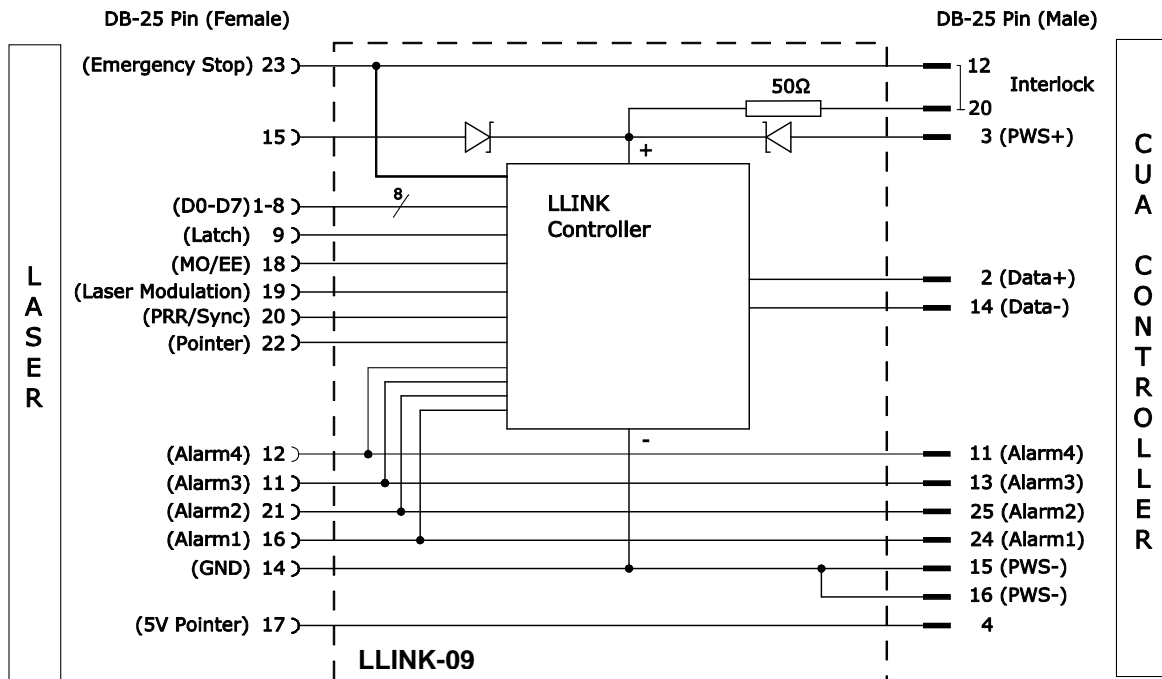 DB-25 Pin (Female)
DB-25 Pin (Male)
LASER
CUA CONTROLLER
(Emergency Stop) 23
12
Interlock
50Ω
20
15
3 (PWS+)
+
8
(D0-D7) 1-8
LLINK
Controller
(Latch) 9
(MO/EE) 18
2 (Data+)
(Laser Modulation) 19
14 (Data-)
(PRR/Sync) 20
(Pointer) 22
-
(Alarm4) 12
11 (Alarm4)
(Alarm3) 11
13 (Alarm3)
(Alarm2) 21
25 (Alarm2)
(Alarm1) 16
24 (Alarm1)
(GND) 14
15 (PWS-)
16 (PWS-)
(5V Pointer) 17
4
LLINK-09